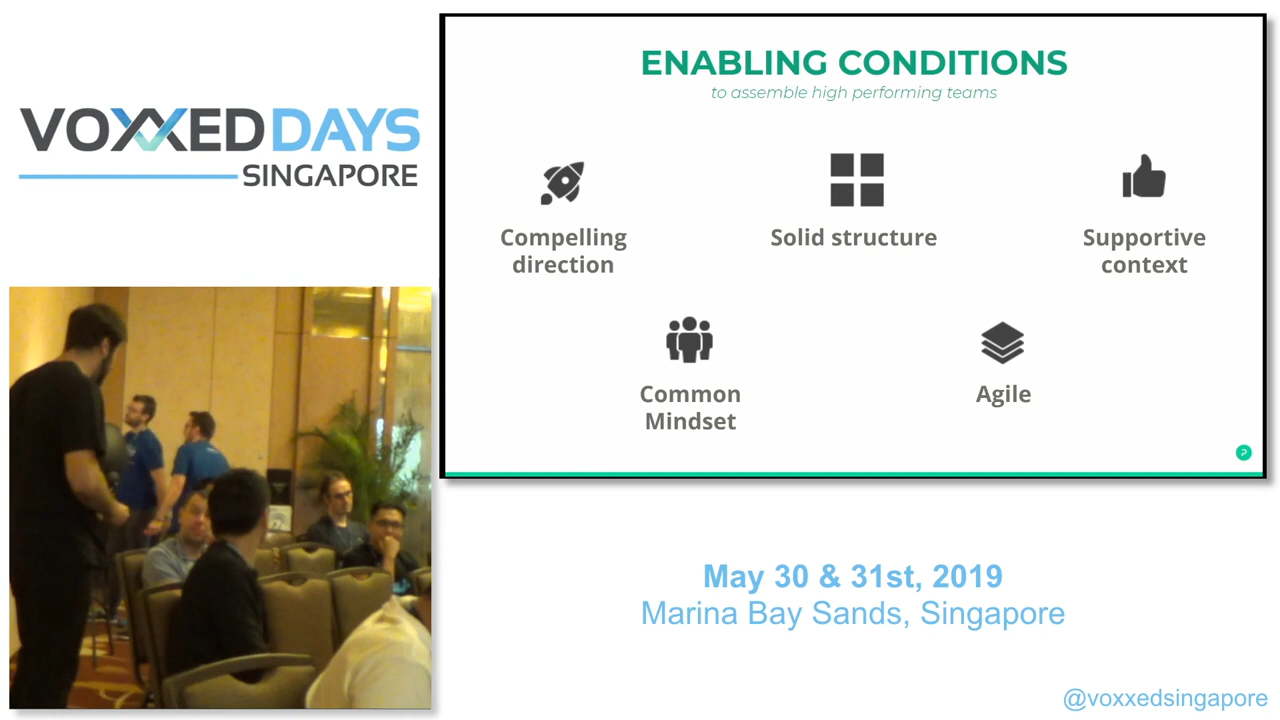 VOXXED DAYS
SINGAPORE
ENABLING CONDITIONS
to assemble high performing teams
Compelling
direction
Solid structure
Supportive
context
Common
Mindset
Agile
May 30 & 31st, 2019
Marina Bay Sands, Singapore
@voxxedsingapore